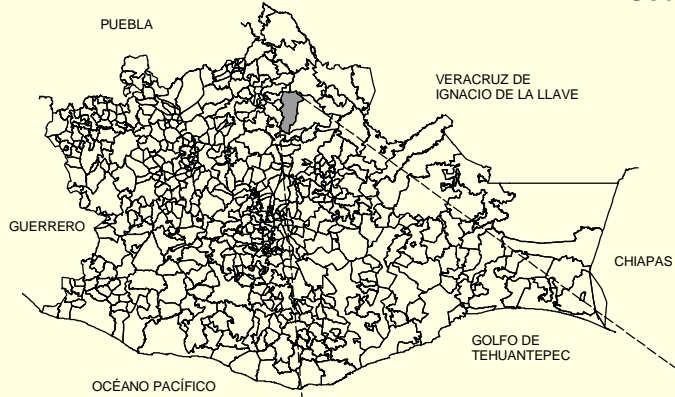 PUEBLA
VERACRUZ DE
IGNACIO DE LA LLAVE
GUERRERO
CHIAPAS
GOLFO DE
TEHUANTEPEC
OCÉANO PACÍFICO